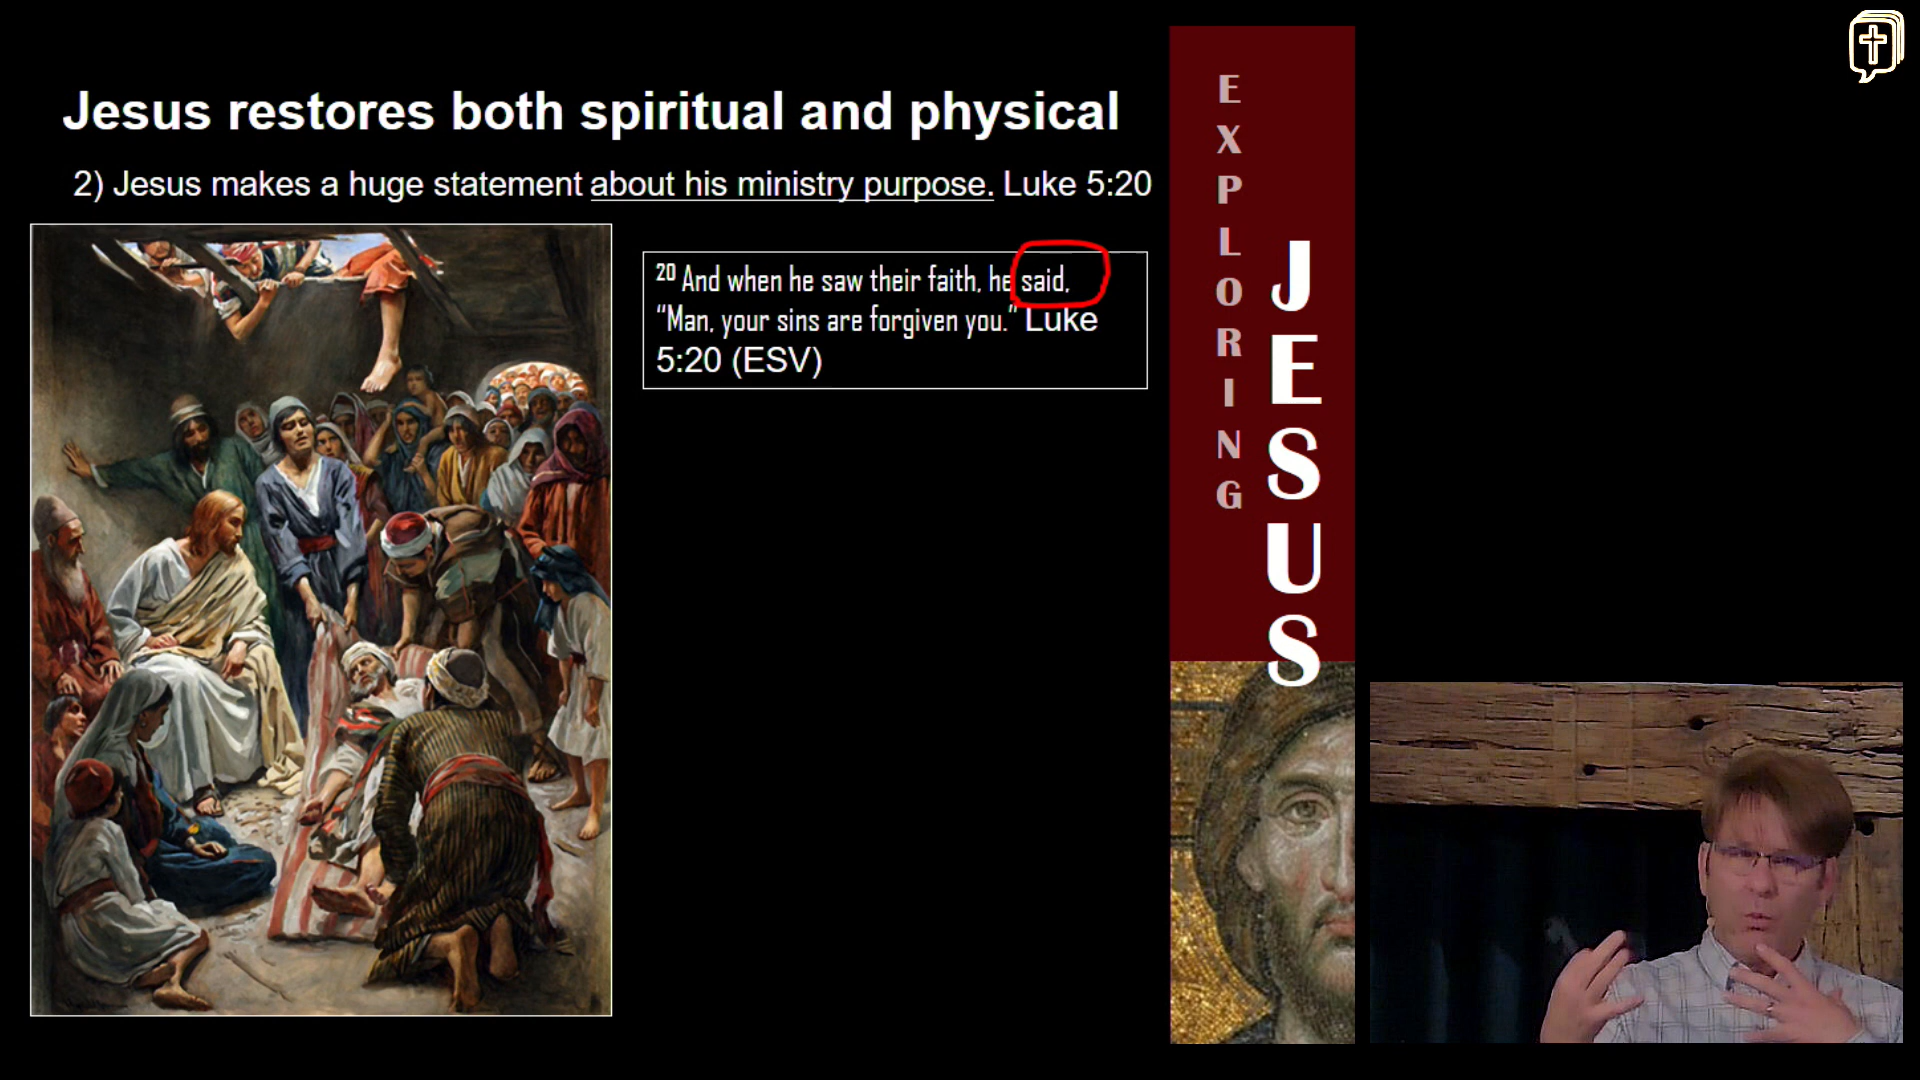 Jesus restores both spiritual and physical
2) Jesus makes a huge statement about his ministry purpose. Luke 5:20
20 And when he saw their faith, he said,
“Man, your sins are forgiven you.” Luke
5:20 (ESV)
EXPLORING
JESUS